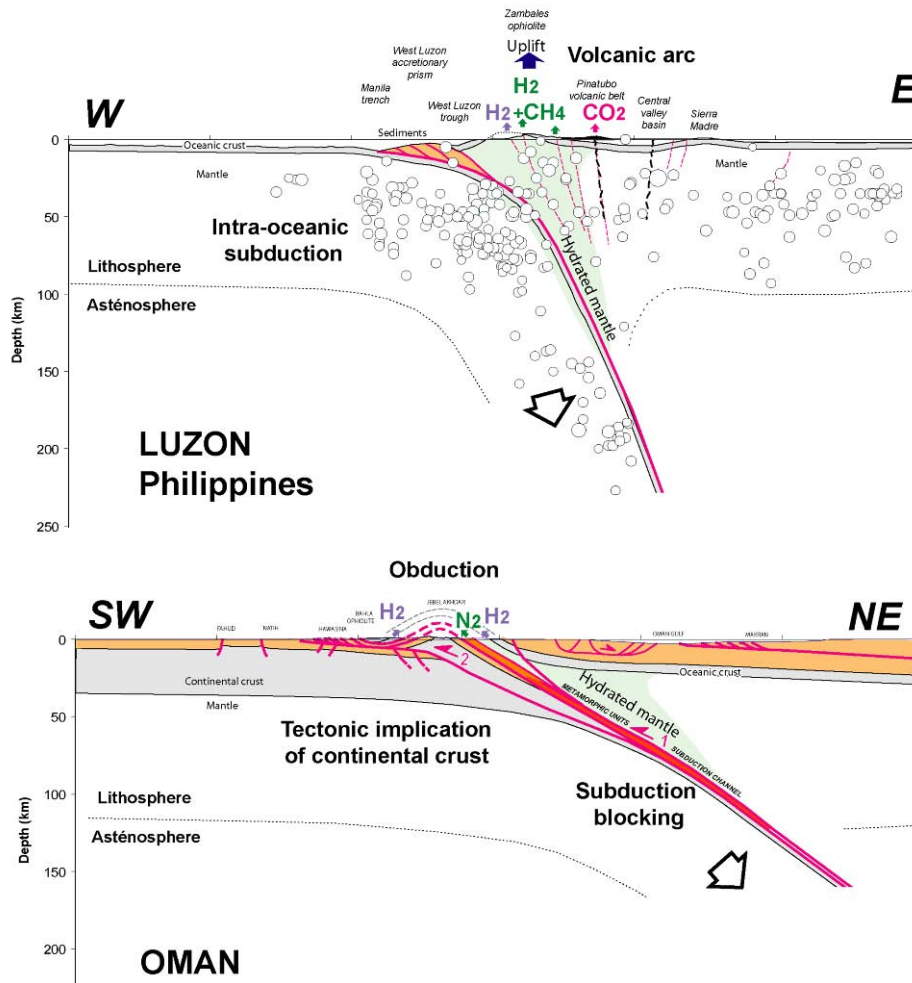 Zambales
ophiolite
Uplift
Volcanic arc
West Luzon
accretionary
prism
Manila
trench
West Luzon
trough
H2
H2 +CH4
CO2
Pinatubo
volcanic belt
Central
valley
basin
Sierra
Madre
W
E
Sediments
0
Oceanic crust
Mantle
Mantle
50
Intra-oceanic
subduction
Hydrated mantle
Lithosphere
100
Asténosphere
Depth (km)
150
200
250
LUZON
Philippines
Obduction
SW
NE
H2
N2
H2
JEBEL AKHDAR
BAHLA
OPHIOLITE
FAHUD
NATIH
HAWASINA
OMAN GULF
MAKRAN
0
2
Oceanic crust
Continental crust
Mantle
Hydrated mantle
METAMORPHIC UNITS
1
SUBDUCTION CHANNEL
50
Tectonic implication
of continental crust
Subduction
blocking
Lithosphere
100
Asténosphere
Depth (km)
150
200
OMAN